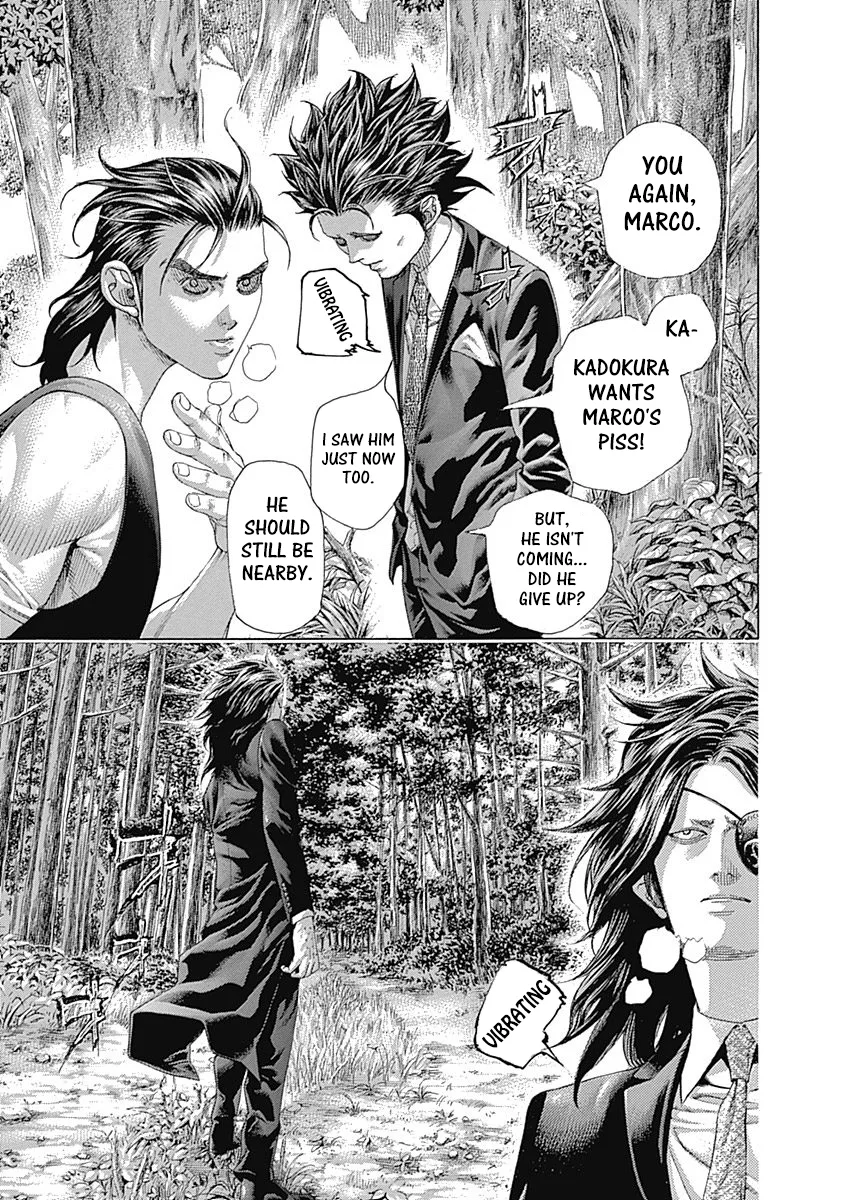 YOU
AGAIN,
MARCO.
KA-
KADOKURA
WANTS
MARCO'S
PISS!
BUT,
HE ISN'T
COMING...
DID HE
GIVE UP?
VIBRATING
I SAW HIM
JUST NOW
TOO.
HE
SHOULD
STILL BE
NEARBY.
VIBRATING